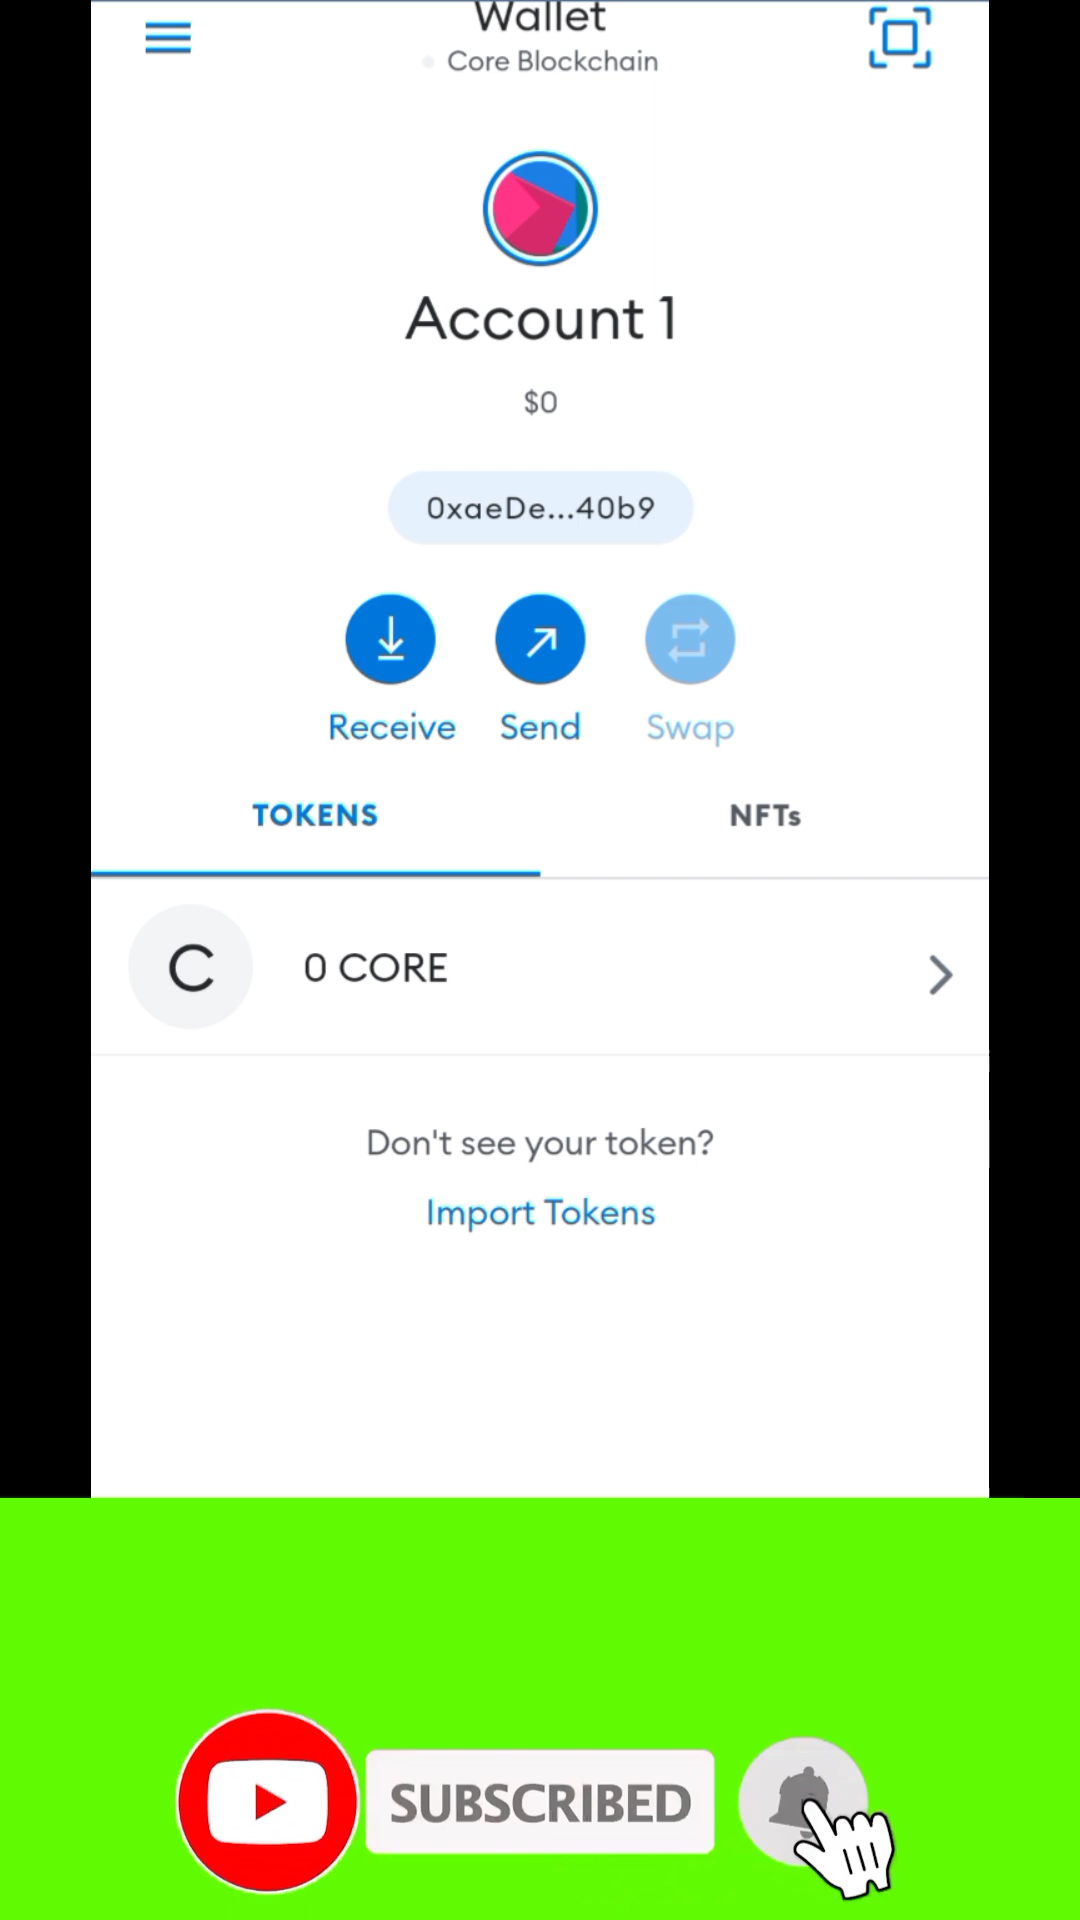 Wallet
Core Blockchain
Account 1
$0
0xaeDe...40b9
Receive Send Swap
TOKENS NFTs
C 0 CORE
Don't see your token?
Import Tokens
SUBSCRIBED